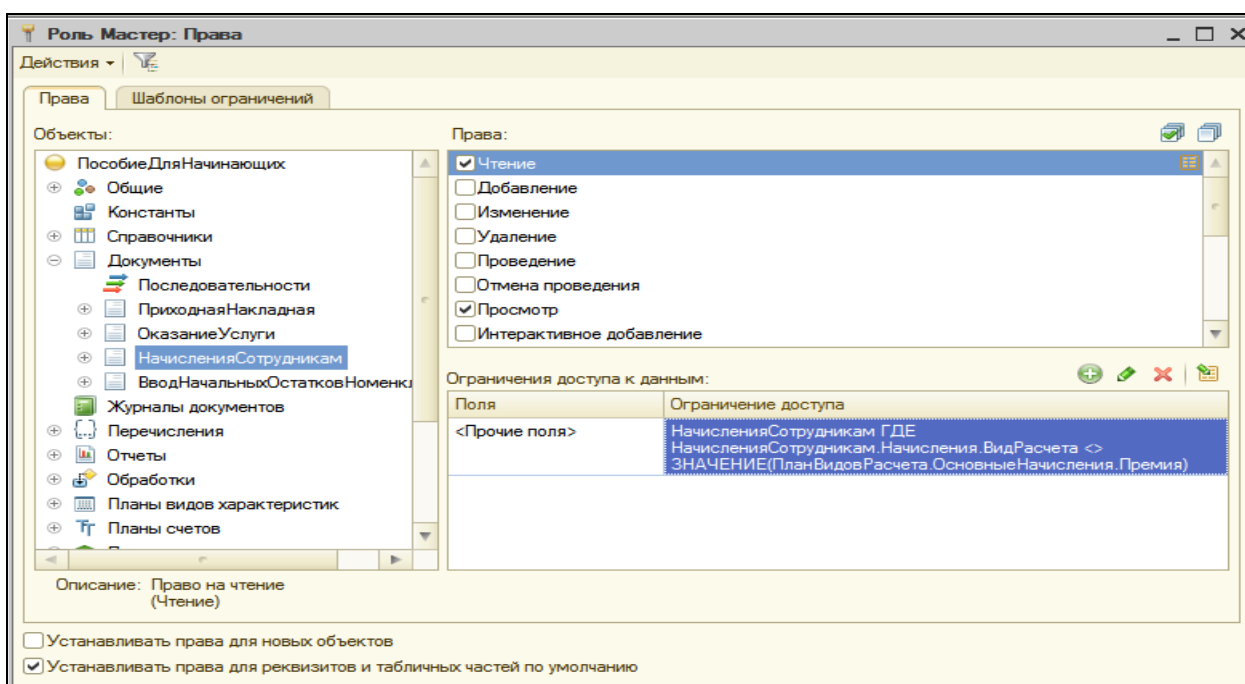 Роль Мастер: Права
Действия
Права
Шаблоны ограничений
Объекты:
ПособиеДляНачинающих
Общие
Константы
Справочники
Документы
Последовательности
ПриходнаяНакладная
ОказаниеУслуги
НачисленияСотрудникам
ВводНачальныхОстатковНоменкл
Журналы документов
Перечисления
Отчеты
Обработки
Планы видов характеристик
Планы счетов
Права:
Чтение
Добавление
Изменение
Удаление
Проведение
Отмена проведения
Просмотр
Интерактивное добавление
Ограничения доступа к данным:
Поля
Ограничение доступа
<Прочие поля>
НачисленияСотрудникам ГДЕ
НачисленияСотрудникам.Начисления.ВидРасчета <>
ЗНАЧЕНИЕ(ПланВидовРасчета.ОсновныеНачисления.Премия)
Описание: Право на чтение
(Чтение)
Устанавливать права для новых объектов
Устанавливать права для реквизитов и табличных частей по умолчанию